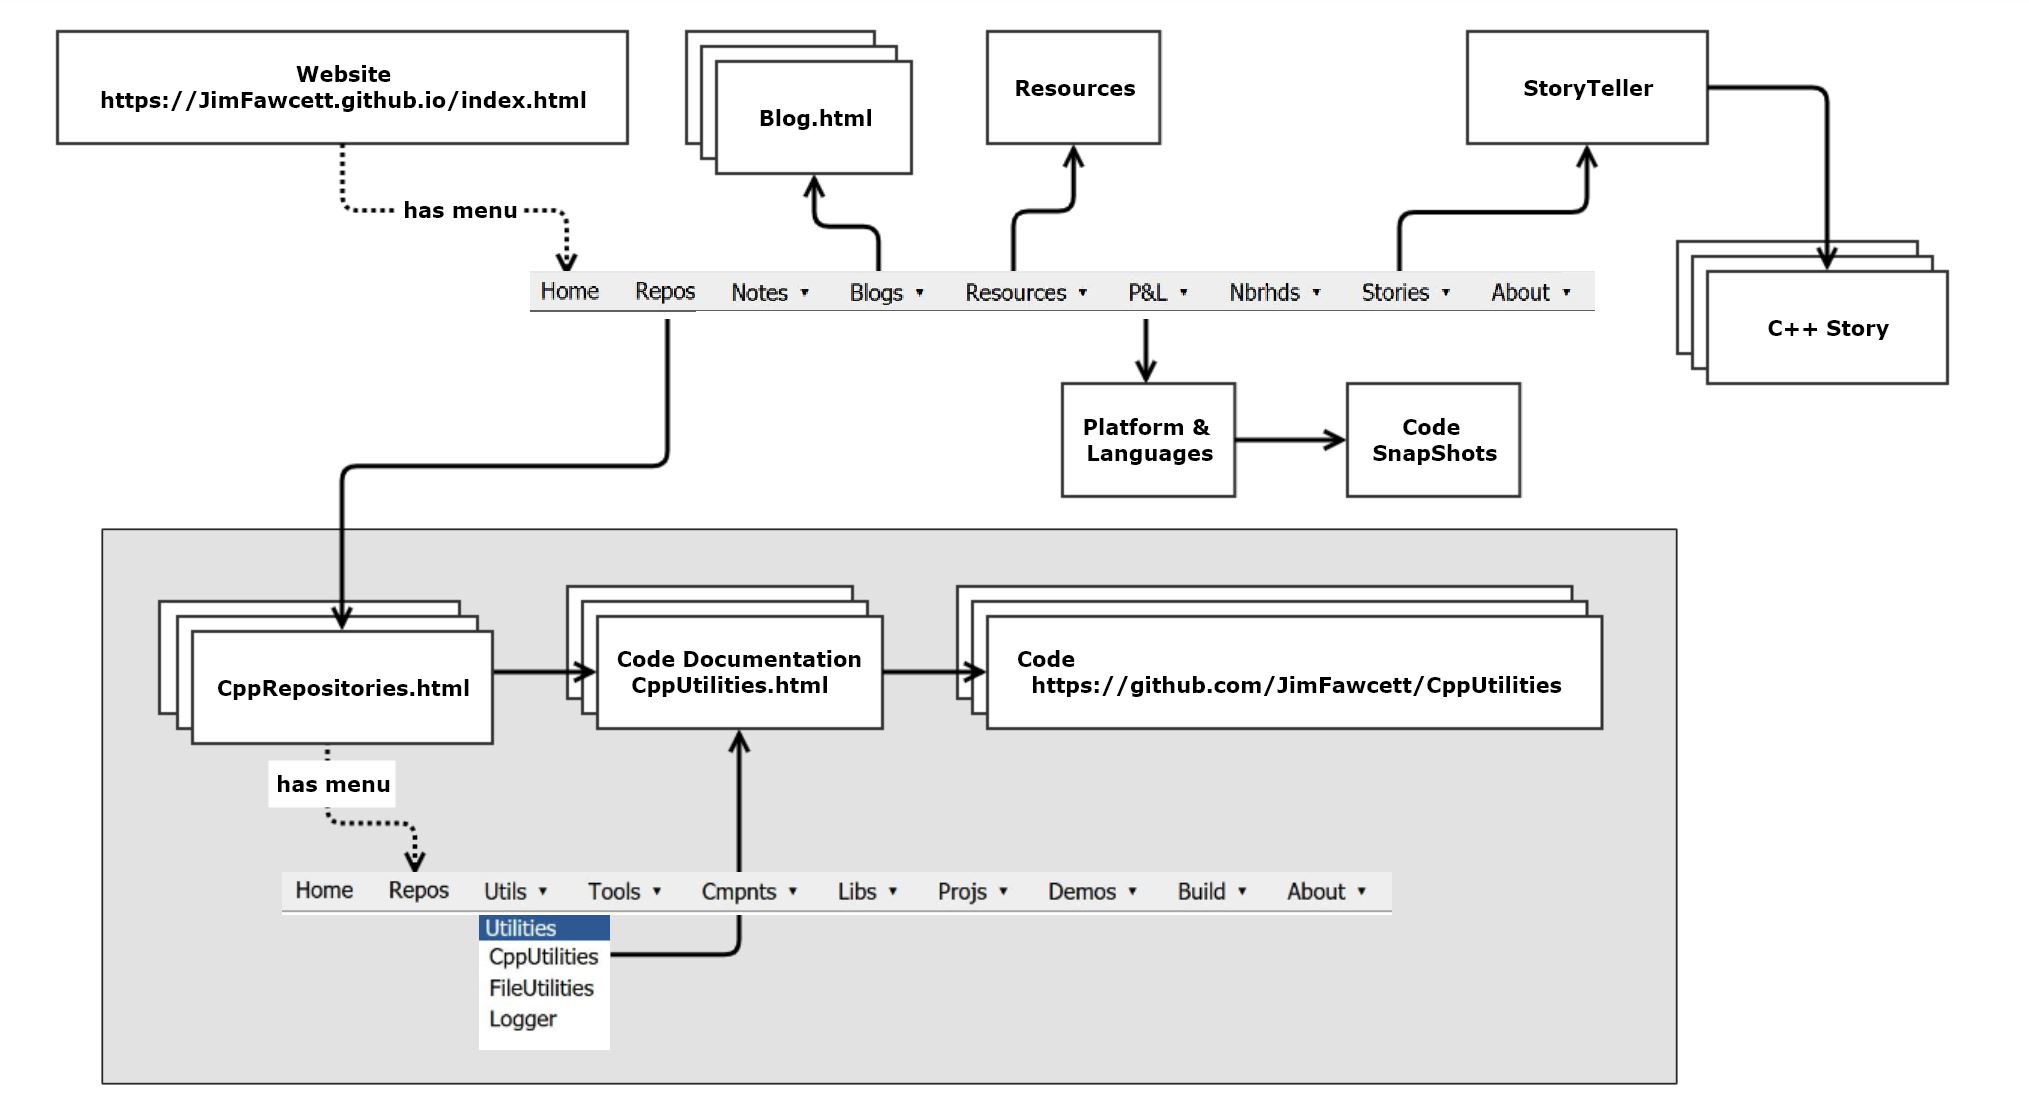 Website
https://JimFawcett.github.io/index.html
Blog.html
Resources
StoryTeller
has menu
Home Repos Notes ▼ Blogs ▼ Resources ▼ P&L ▼ Nbrhds ▼ Stories ▼ About ▼
C++ Story
Platform &
Languages
Code
SnapShots
CppRepositories.html
Code Documentation
CppUtilities.html
Code
https://github.com/JimFawcett/CppUtilities
has menu
Home Repos Utils ▼ Tools ▼ Cmpnts ▼ Libs ▼ Projs ▼ Demos ▼ Build ▼ About ▼
Utilities
CppUtilities
FileUtilities
Logger